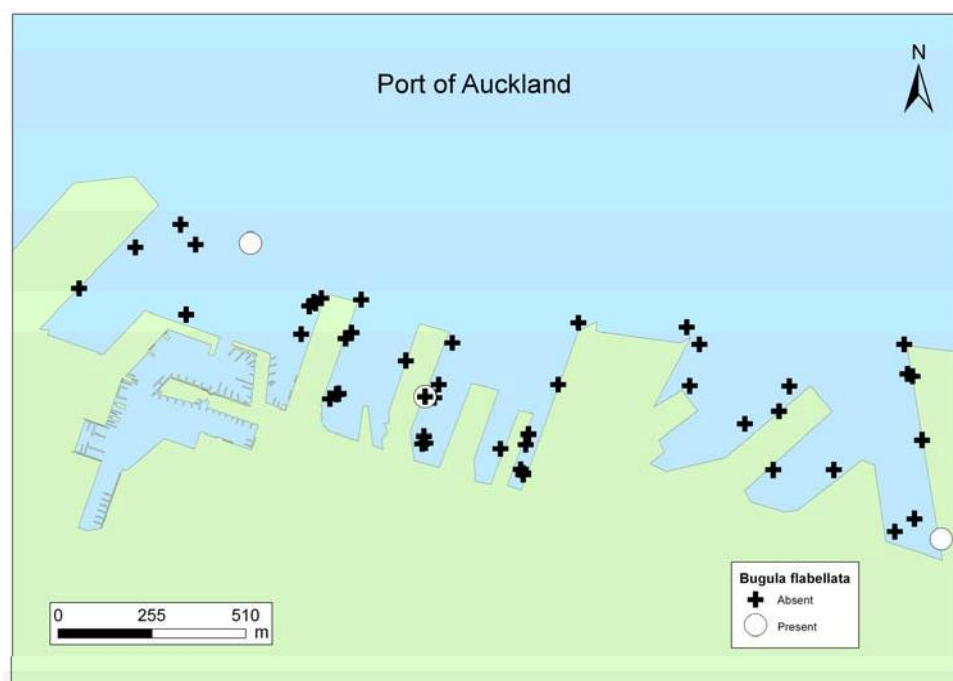 Port of Auckland
N
Bugula flabellata
Absent
Present
0 255 510
m